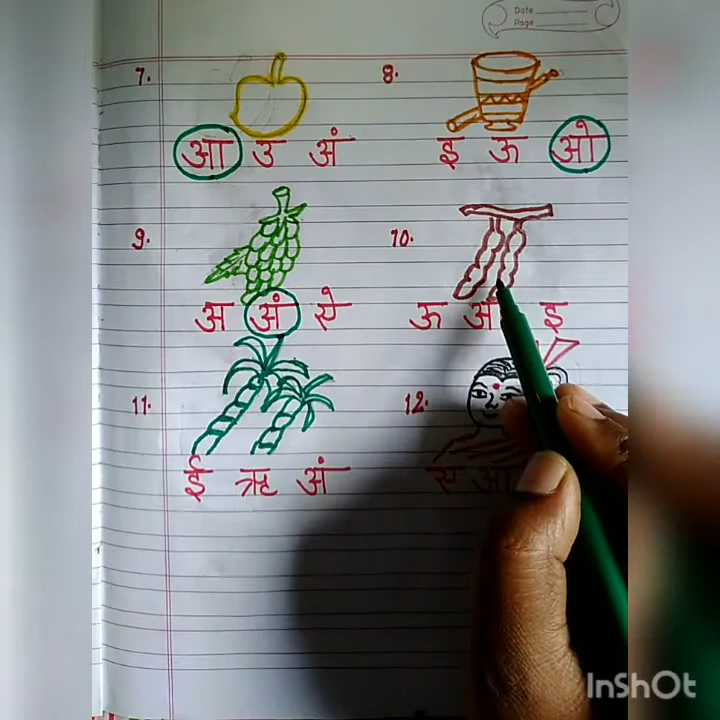 Date
Page
7. 8.
आ उ अं इ ऊ ओ
9. 10.
अ अं ऐ ऊ अं इ
11. 12.
ई ऋ अं
InShOt